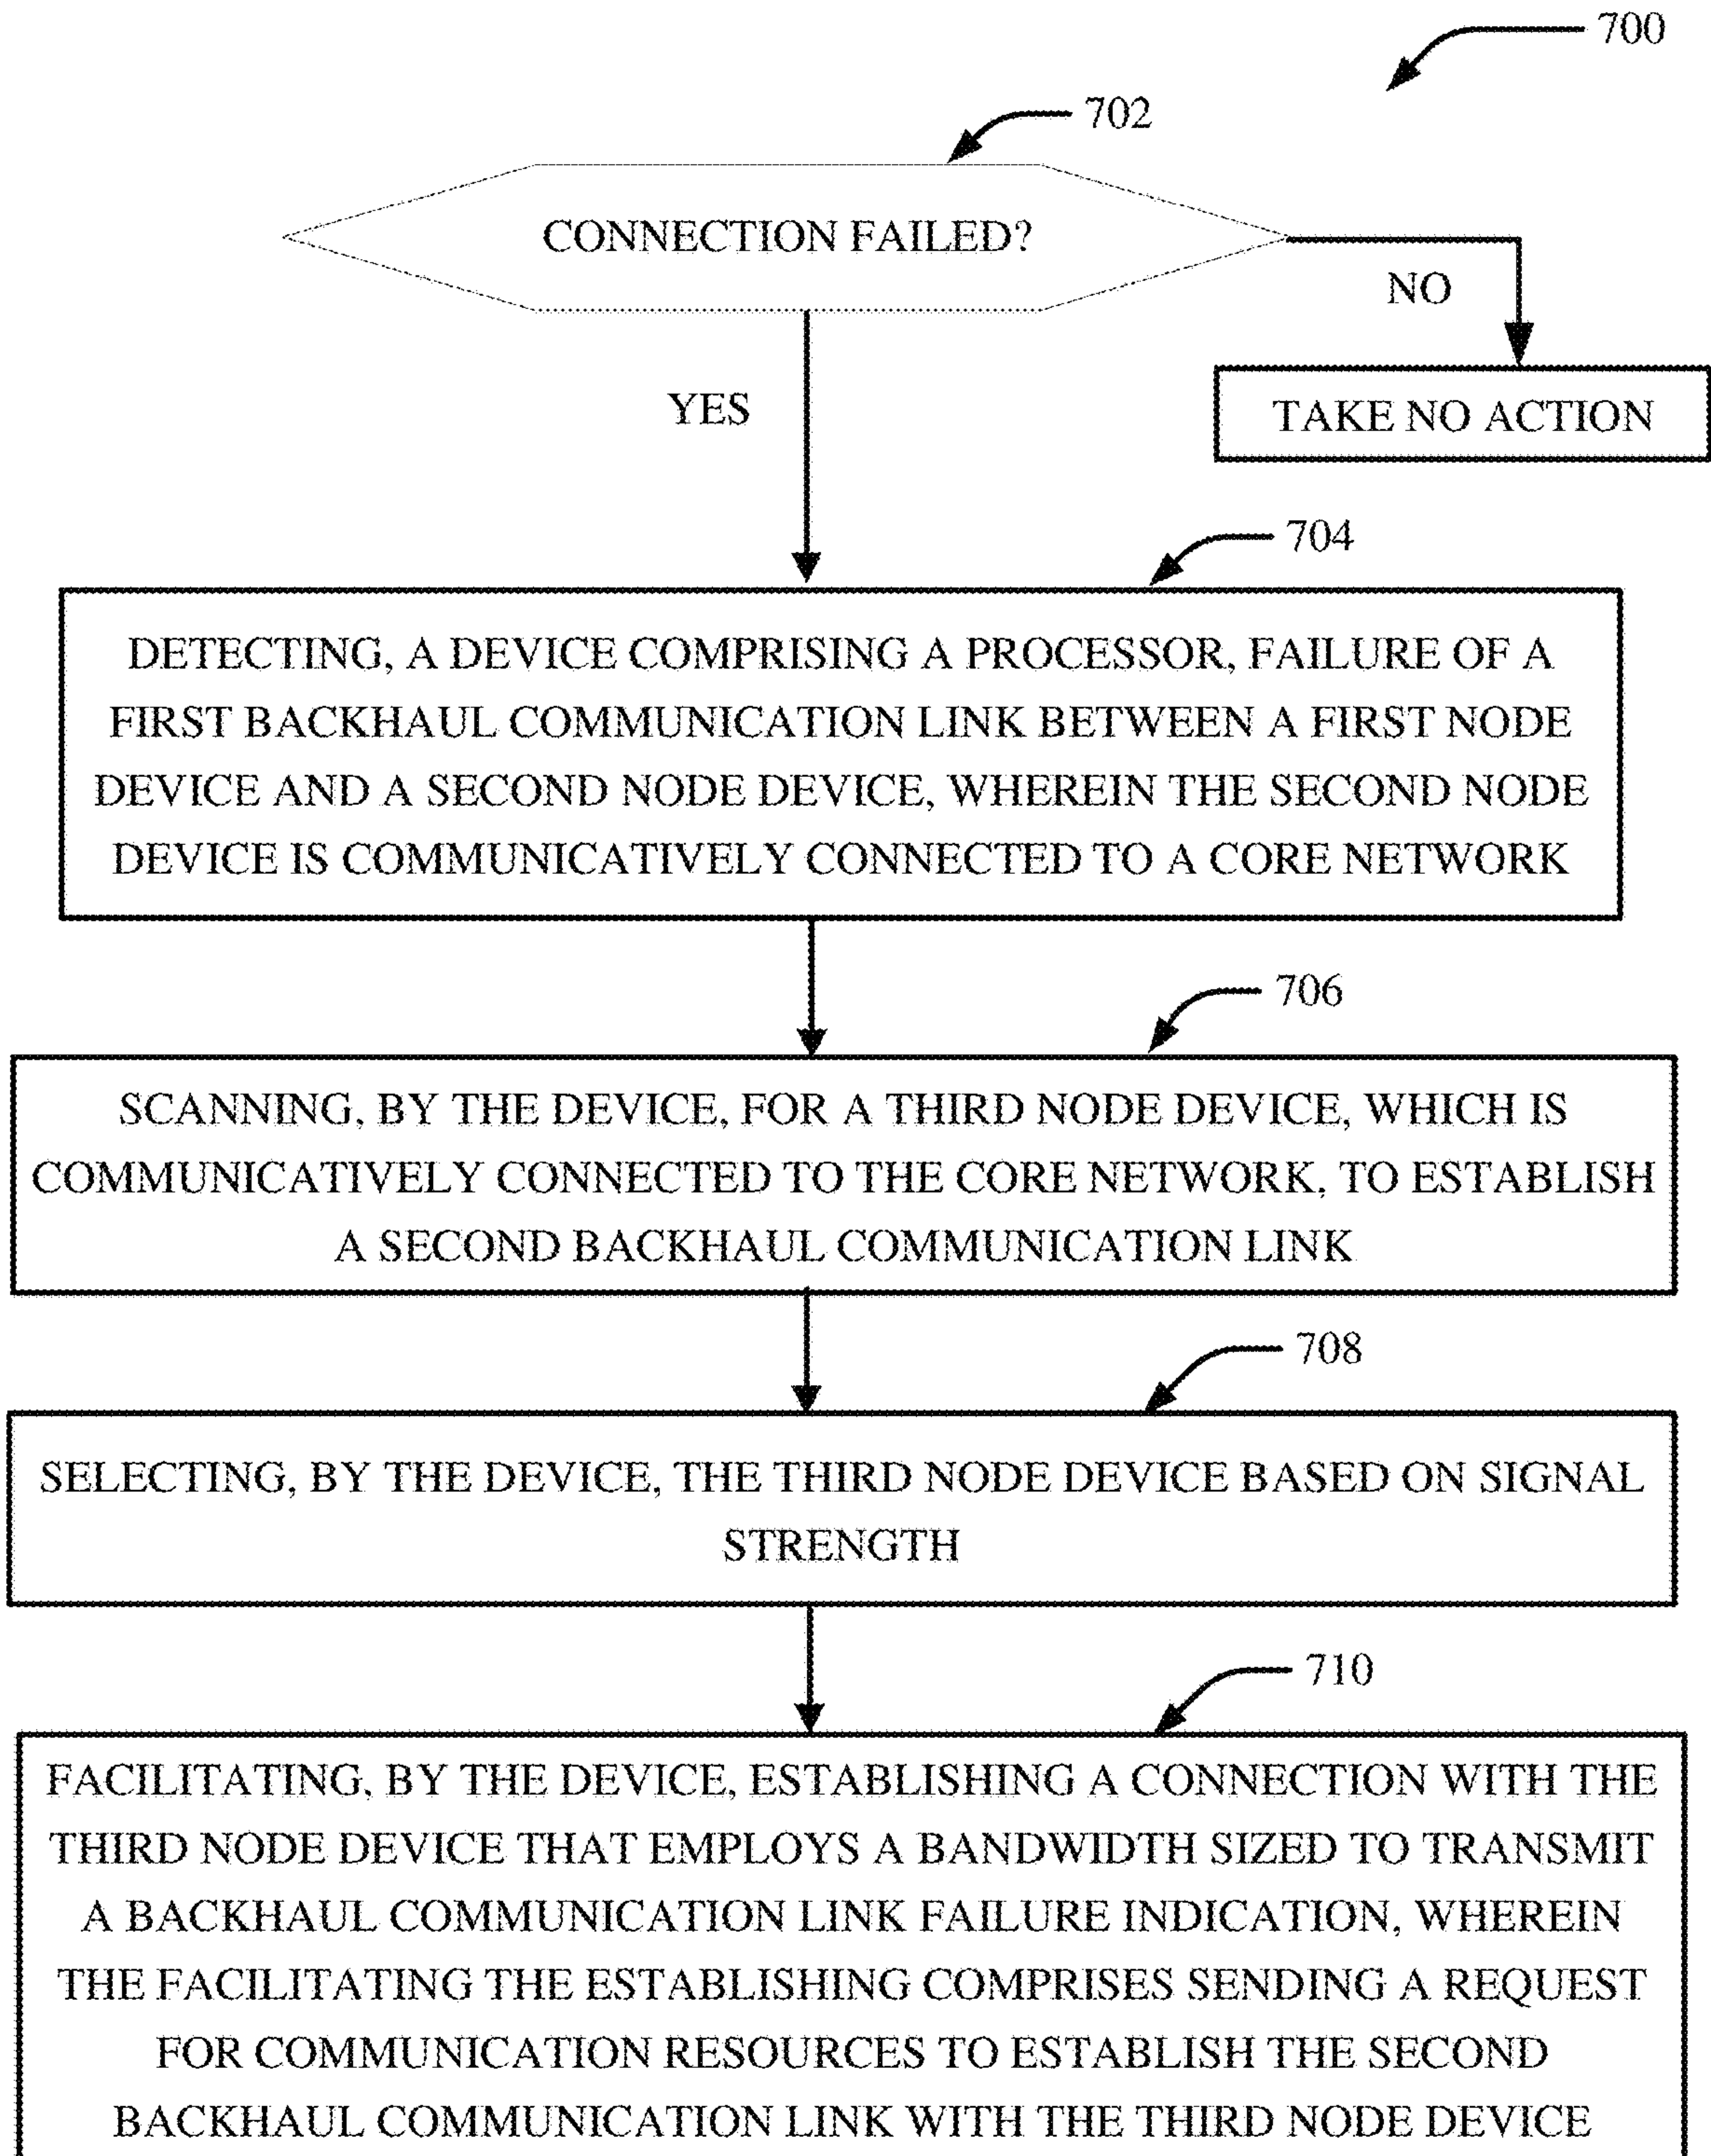 700
702
CONNECTION FAILED?
NO
YES
TAKE NO ACTION
704
DETECTING, A DEVICE COMPRISING A PROCESSOR, FAILURE OF A
FIRST BACKHAUL COMMUNICATION LINK BETWEEN A FIRST NODE
DEVICE AND A SECOND NODE DEVICE, WHEREIN THE SECOND NODE
DEVICE IS COMMUNICATIVELY CONNECTED TO A CORE NETWORK
706
SCANNING, BY THE DEVICE, FOR A THIRD NODE DEVICE, WHICH IS
COMMUNICATIVELY CONNECTED TO THE CORE NETWORK, TO ESTABLISH
A SECOND BACKHAUL COMMUNICATION LINK
708
SELECTING, BY THE DEVICE, THE THIRD NODE DEVICE BASED ON SIGNAL
STRENGTH
710
FACILITATING, BY THE DEVICE, ESTABLISHING A CONNECTION WITH THE
THIRD NODE DEVICE THAT EMPLOYS A BANDWIDTH SIZED TO TRANSMIT
A BACKHAUL COMMUNICATION LINK FAILURE INDICATION, WHEREIN
THE FACILITATING THE ESTABLISHING COMPRISES SENDING A REQUEST
FOR COMMUNICATION RESOURCES TO ESTABLISH THE SECOND
BACKHAUL COMMUNICATION LINK WITH THE THIRD NODE DEVICE